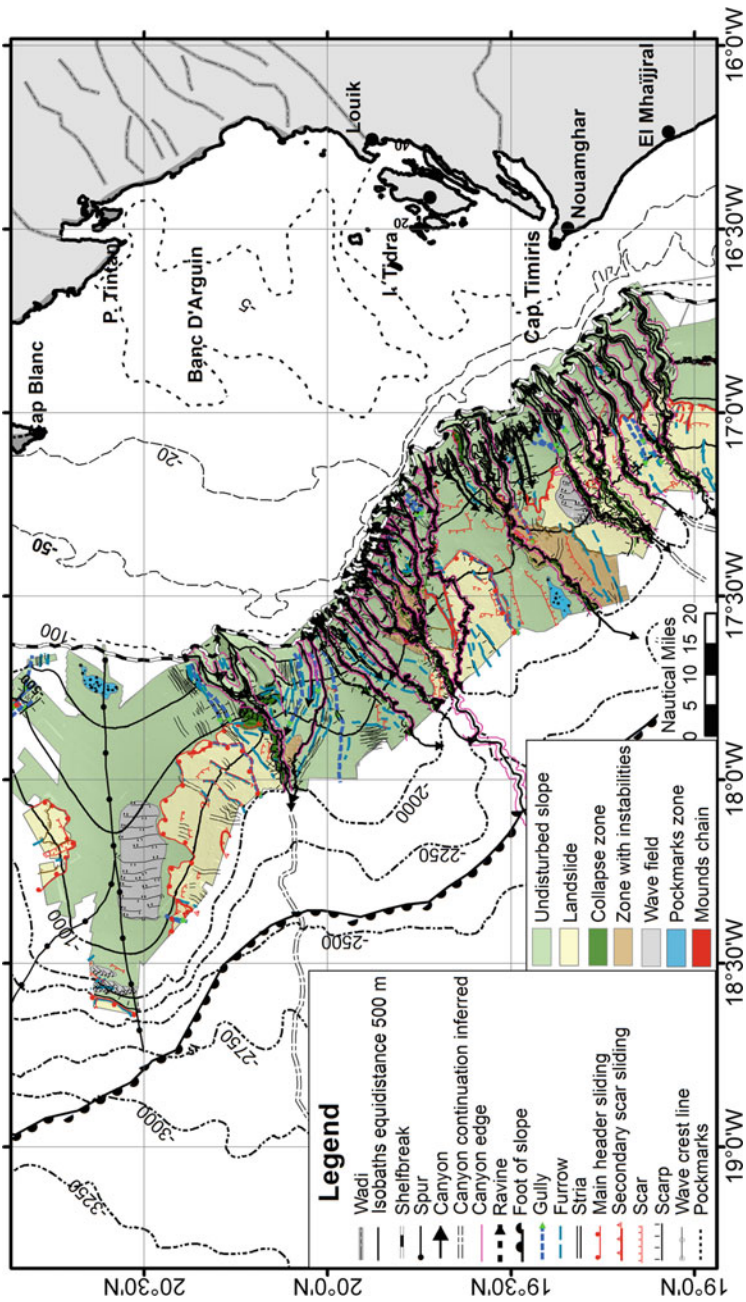 16°0'W
16°30'W
17°0'W
17°30'W
18°0'W
18°30'W
19°0'W
20°30'N
20°0'N
19°30'N
19°0'N
ap Blanc
P. Tintan
Banc D'Arguin
Louik
I. Tidra
Cap Timiris
Nouamghar
El Mhaijjral
-5
20
40
-20
-50
-100
-500
-1000
-2000
-2250
-2500
-2750
-3000
-3250
Nautical Miles
0 5 10 15 20
Legend
Wadi
Isobaths equidistance 500 m
Shelfbreak
Spur
Canyon
Canyon continuation inferred
Canyon edge
Ravine
Foot of slope
Gully
Furrow
Stria
Main header sliding
Secondary scar sliding
Scar
Scarp
Wave crest line
Pockmarks
Undisturbed slope
Landslide
Collapse zone
Zone with instabilities
Wave field
Pockmarks zone
Mounds chain